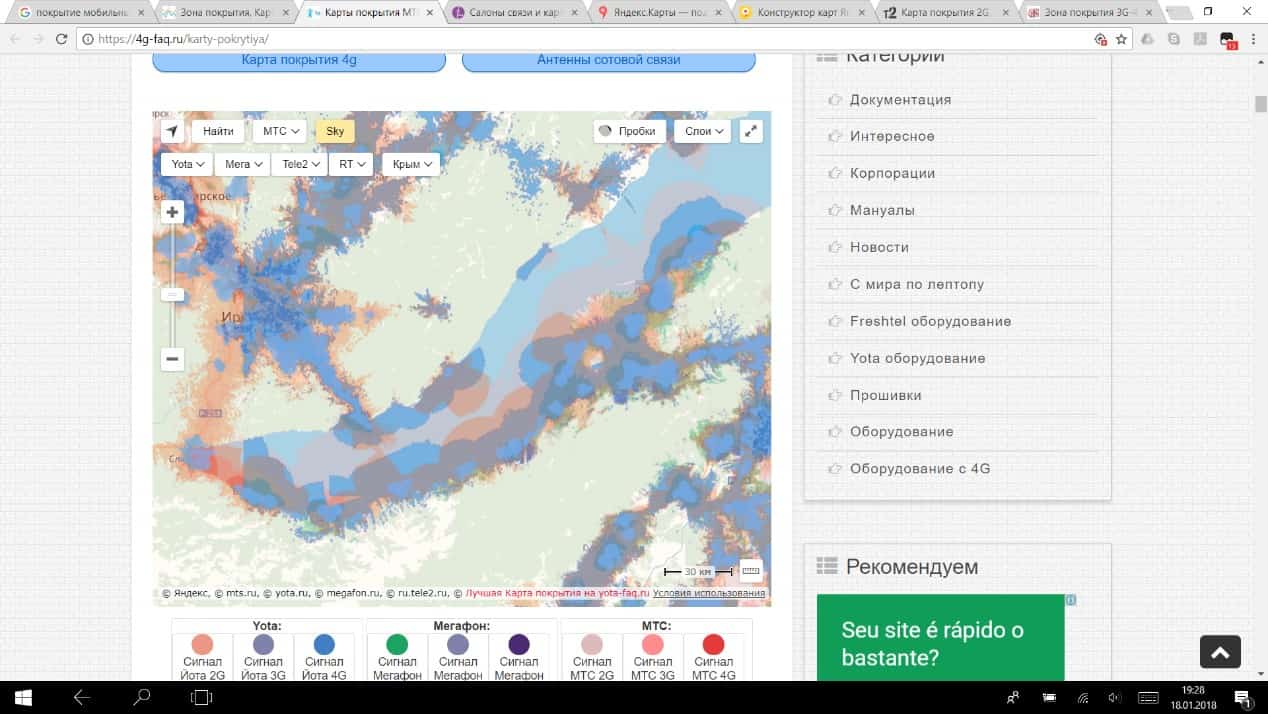 покрытие мобильнь
Зона покрытия. Кар
Карты покрытия МТ
Салоны связи и кар
Яндекс.Карты — по
Конструктор карт Я
Карта покрытия 2G
Зона покрытия 3G-
https://4g-faq.ru/karty-pokrytiya/
13
Карта покрытия 4g
Антенны сотовой связи
Категории
Документация
Интересное
Корпорации
Мануалы
Новости
С мира по лептопу
Freshtel оборудование
Yota оборудование
Прошивки
Оборудование
Оборудование с 4G
Найти
МТС
Sky
Пробки
Слои
Yota
Мега
Tele2
RT
Крым
рское
Ир
30 км
© Яндекс, © mts.ru, © yota.ru, © megafon.ru, © ru.tele2.ru, © Лучшая Карта покрытия на yota-faq.ru Условия использования
Yota:
Мегафон:
МТС:
Сигнал Йота 2G
Сигнал Йота 3G
Сигнал Йота 4G
Сигнал Мегафон
Сигнал Мегафон
Сигнал Мегафон
Сигнал МТС 2G
Сигнал МТС 3G
Сигнал МТС 4G
Рекомендуем
Seu site é rápido o
bastante?
19:28
18.01.2018
1